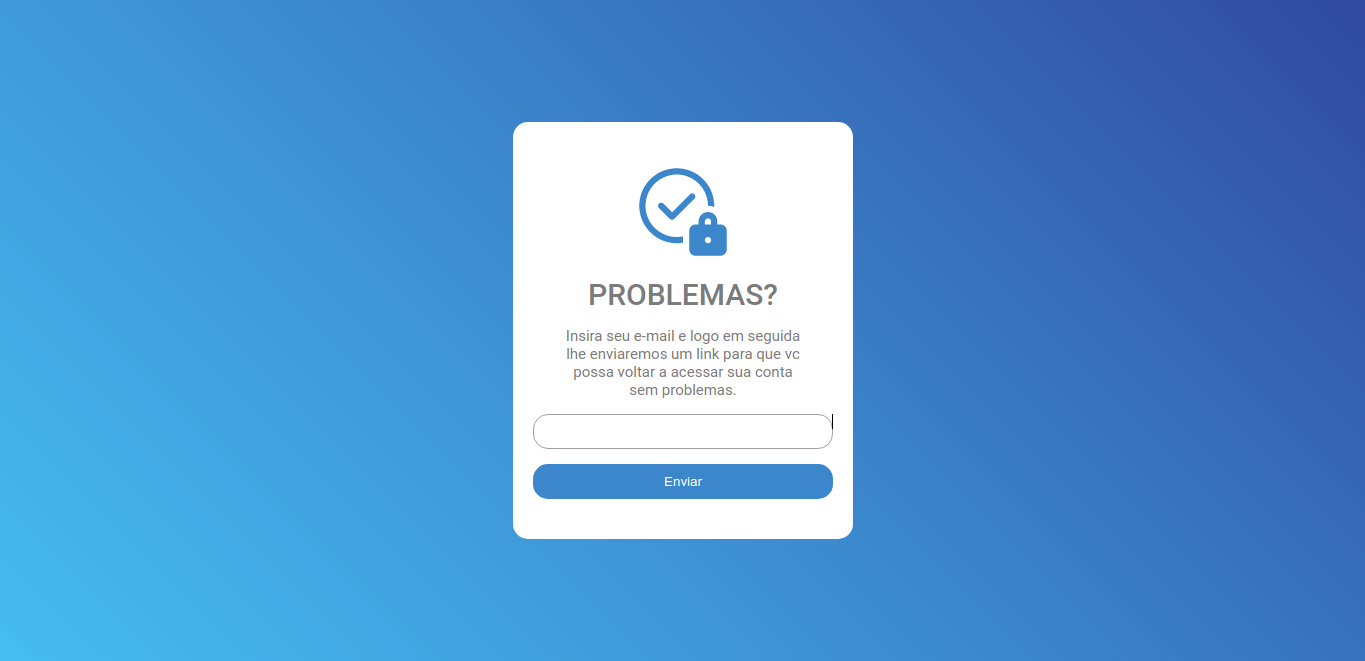 PROBLEMAS?
Insira seu e-mail e logo em seguida
lhe enviaremos um link para que vc
possa voltar a acessar sua conta
sem problemas.
Enviar